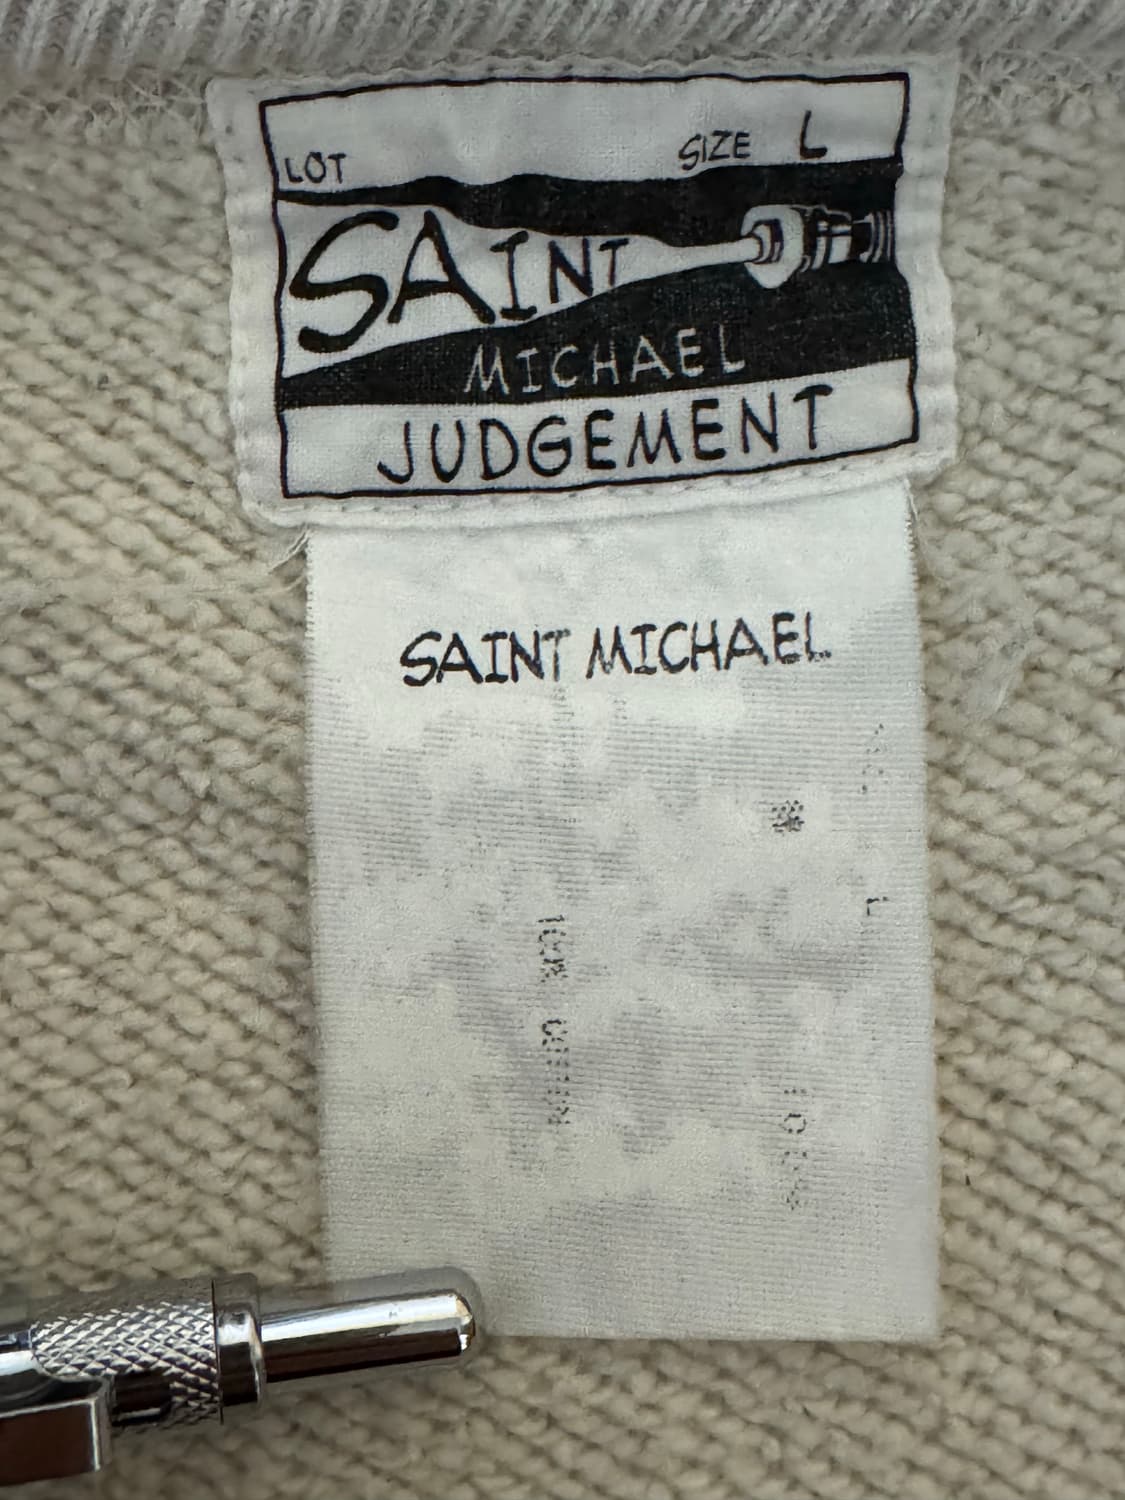 LOT SIZE L
SAINT
MICHAEL
JUDGEMENT
SAINT MICHAEL
L